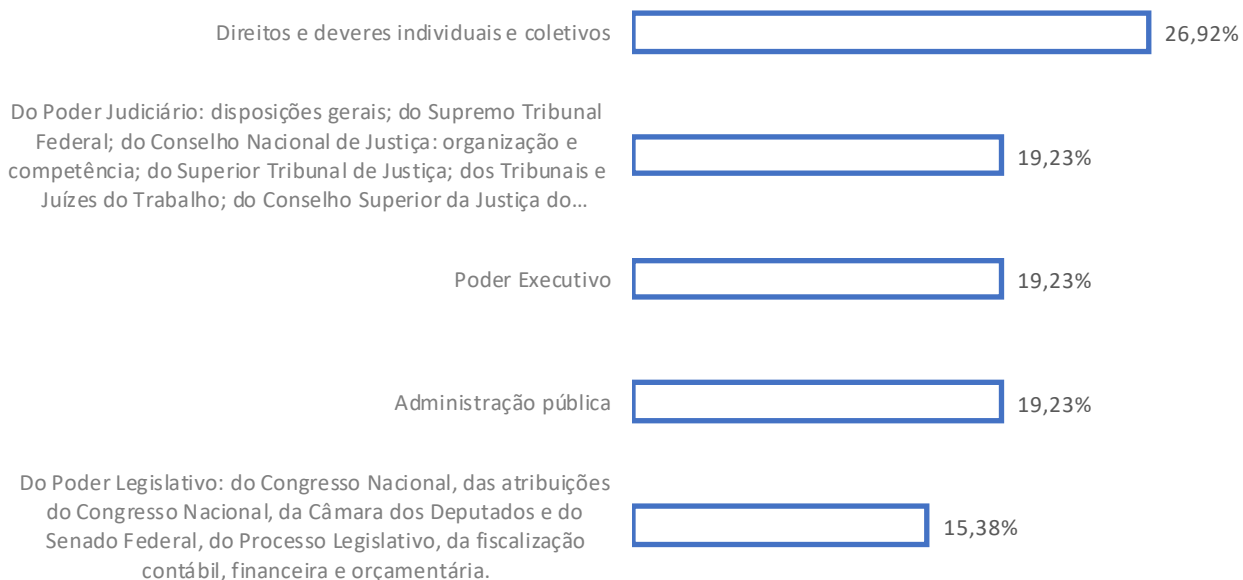 Direitos e deveres individuais e coletivos
26,92%
Do Poder Judiciário: disposições gerais; do Supremo Tribunal
Federal; do Conselho Nacional de Justiça: organização e
competência; do Superior Tribunal de Justiça; dos Tribunais e
Juízes do Trabalho; do Conselho Superior da Justiça do...
19,23%
Poder Executivo
19,23%
Administração pública
19,23%
Do Poder Legislativo: do Congresso Nacional, das atribuições
do Congresso Nacional, da Câmara dos Deputados e do
Senado Federal, do Processo Legislativo, da fiscalização
contábil, financeira e orçamentária.
15,38%